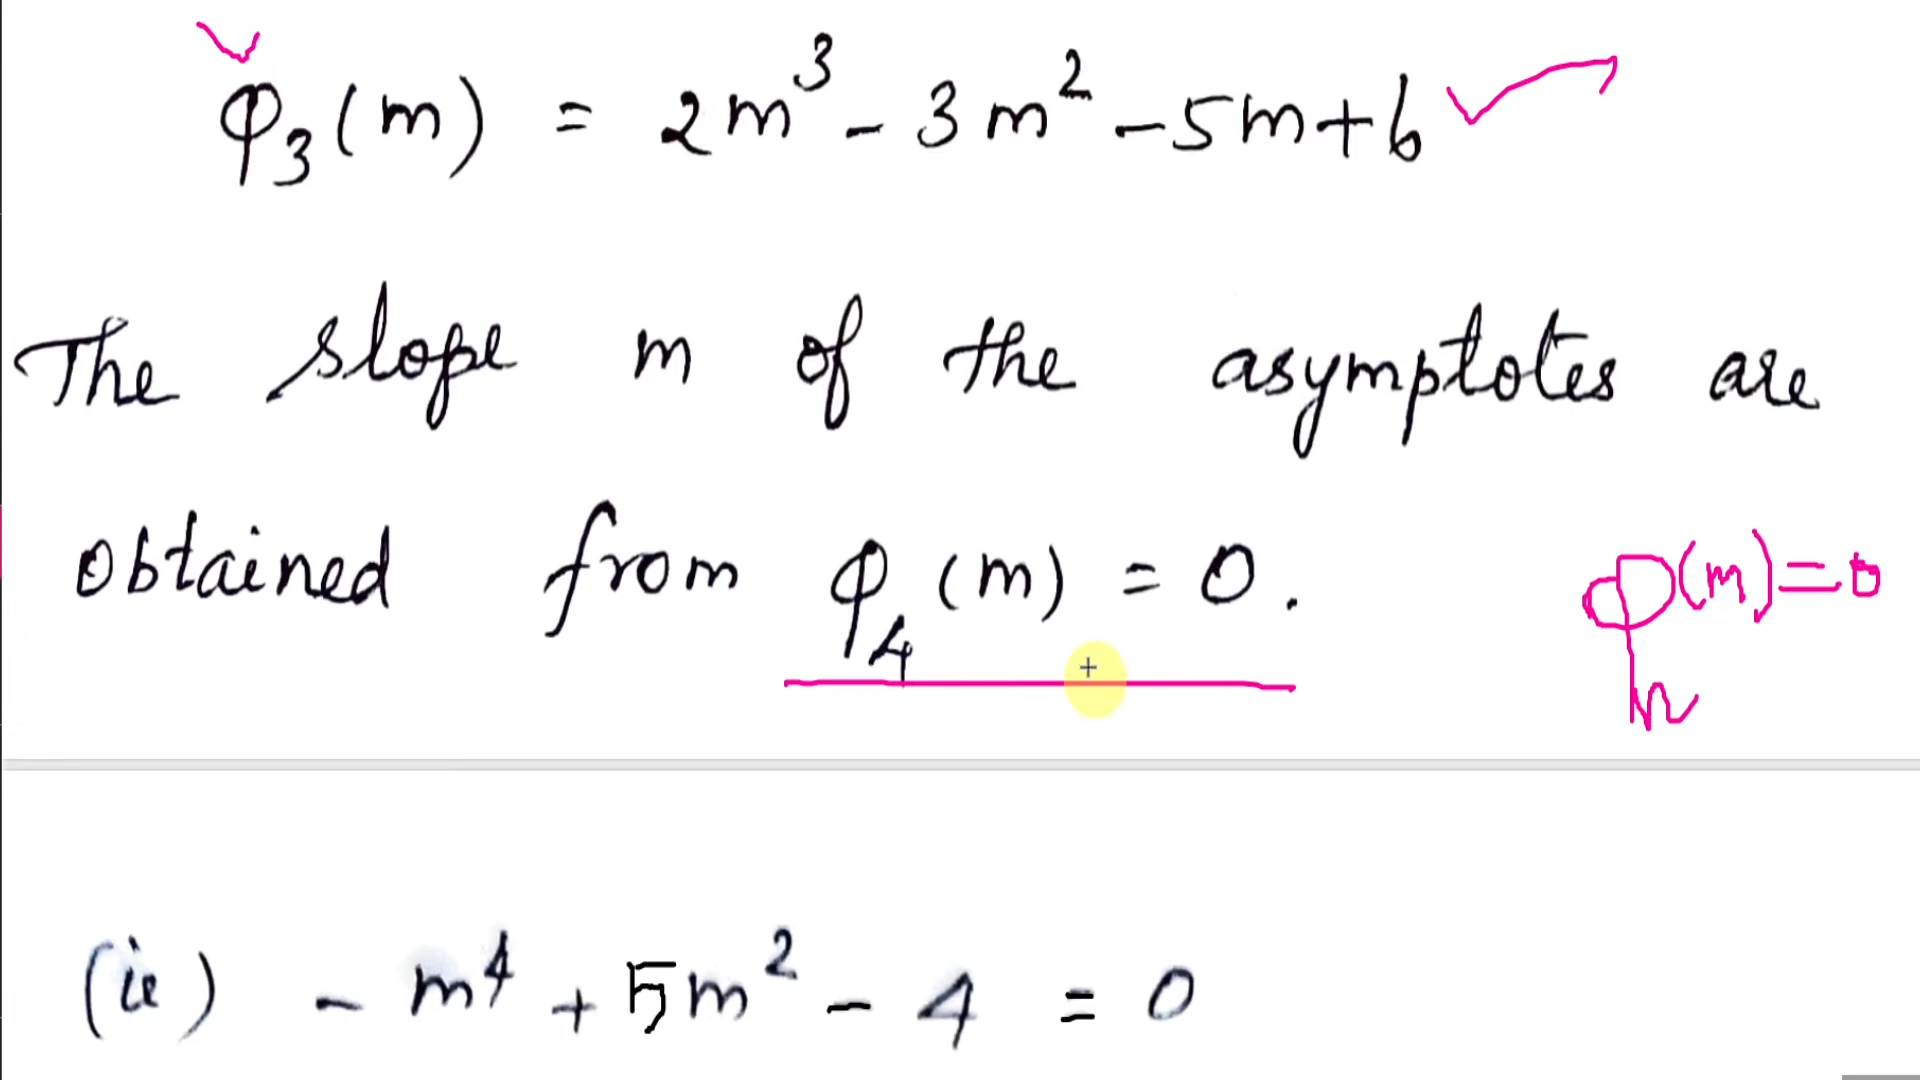 φ₃(m) = 2m³ - 3m² - 5m + 6
The slope m of the asymptotes are
obtained from φ₄(m) = 0.
φₙ(m) = 0
(ie) - m⁴ + 5m² - 4 = 0